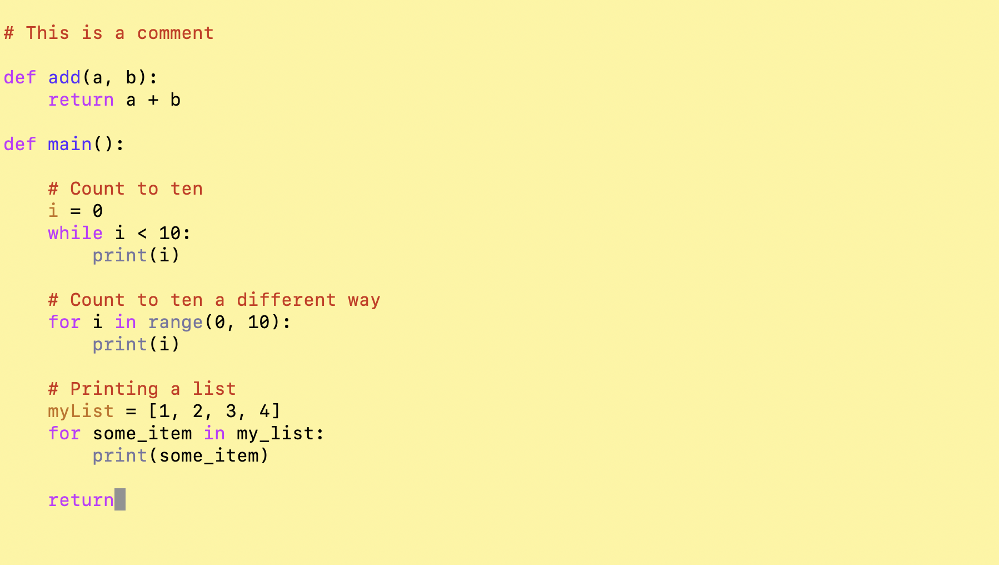 # This is a comment

def add(a, b):
    return a + b

def main():

    # Count to ten
    i = 0
    while i < 10:
        print(i)

    # Count to ten a different way
    for i in range(0, 10):
        print(i)

    # Printing a list
    myList = [1, 2, 3, 4]
    for some_item in my_list:
        print(some_item)

    return